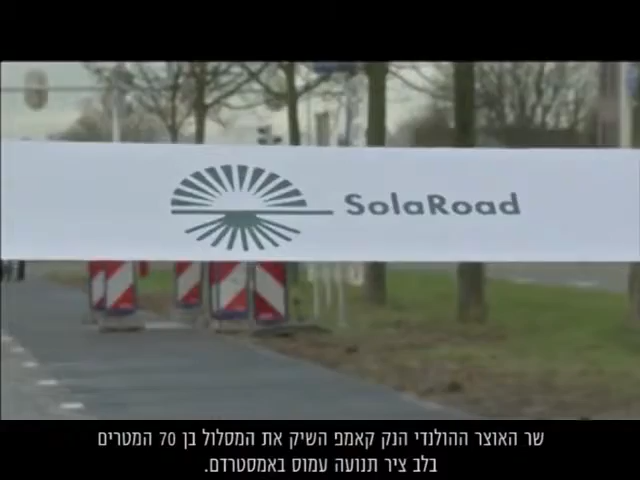 SolaRoad
שר האוצר ההולנדי הנק קאמפ השיק את המסלול בן 70 המטרים
בלב ציר תנועה עמוס באמסטרדם.